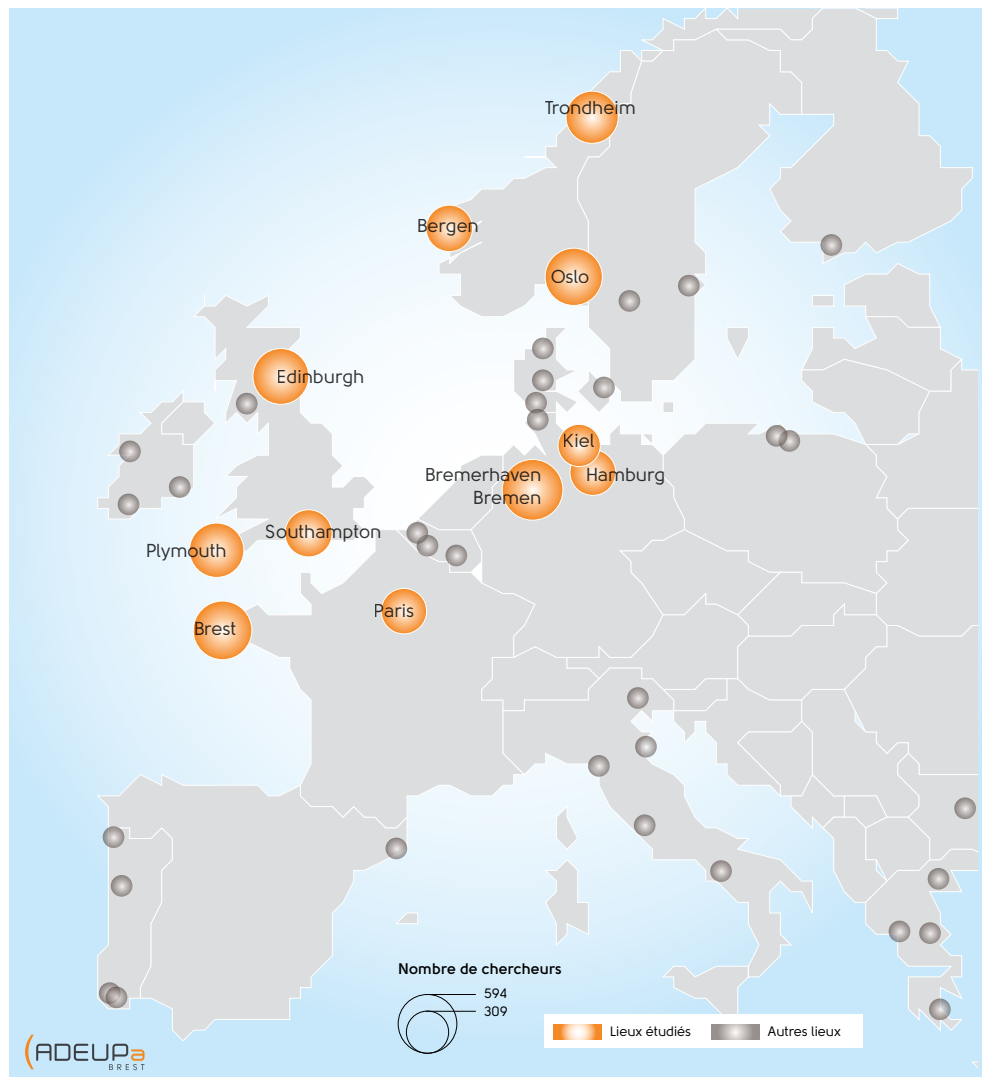 Trondheim
Bergen
Oslo
Edinburgh
Kiel
Bremerhaven
Hamburg
Bremen
Southampton
Plymouth
Paris
Brest
Nombre de chercheurs
594
309
Lieux étudiés
Autres lieux
(ADEUPa
BREST